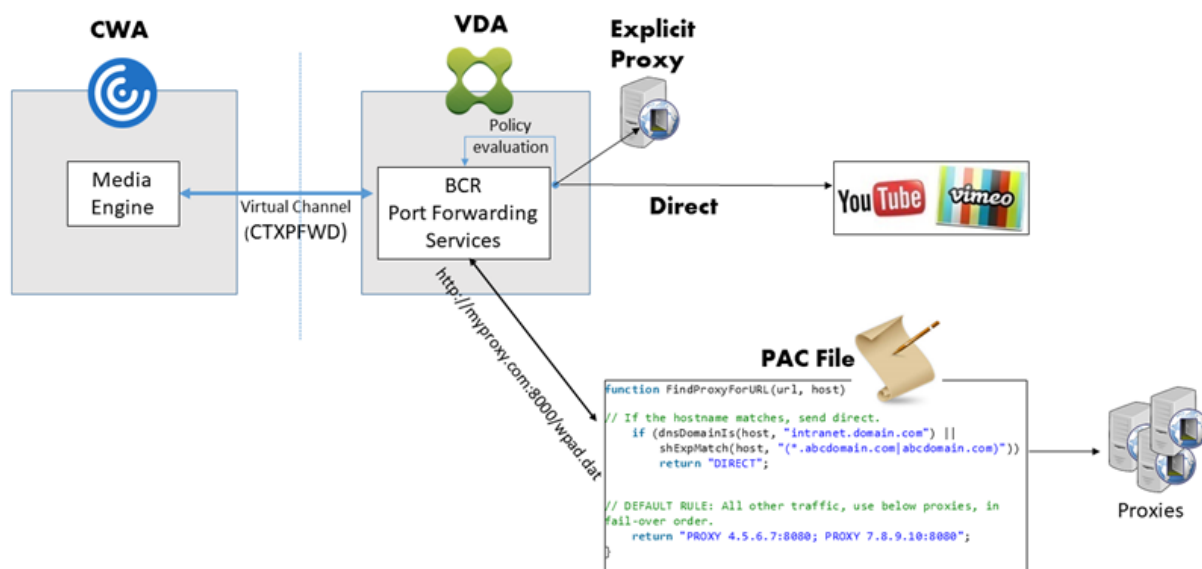 CWA
VDA
Explicit
Proxy
Policy
evaluation
Media
Engine
Virtual Channel
(CTXPFWD)
BCR
Port Forwarding
Services
Direct
YouTube
vimeo
http://myproxy.com:8000/wpad.dat
PAC File
function FindProxyForURL(url, host)
// If the hostname matches, send direct.
if (dnsDomainIs(host, "intranet.domain.com") ||
shExpMatch(host, "(*.abcdomain.com|abcdomain.com)"))
return "DIRECT";
// DEFAULT RULE: All other traffic, use below proxies, in
fail-over order.
return "PROXY 4.5.6.7:8080; PROXY 7.8.9.10:8080";
}
Proxies